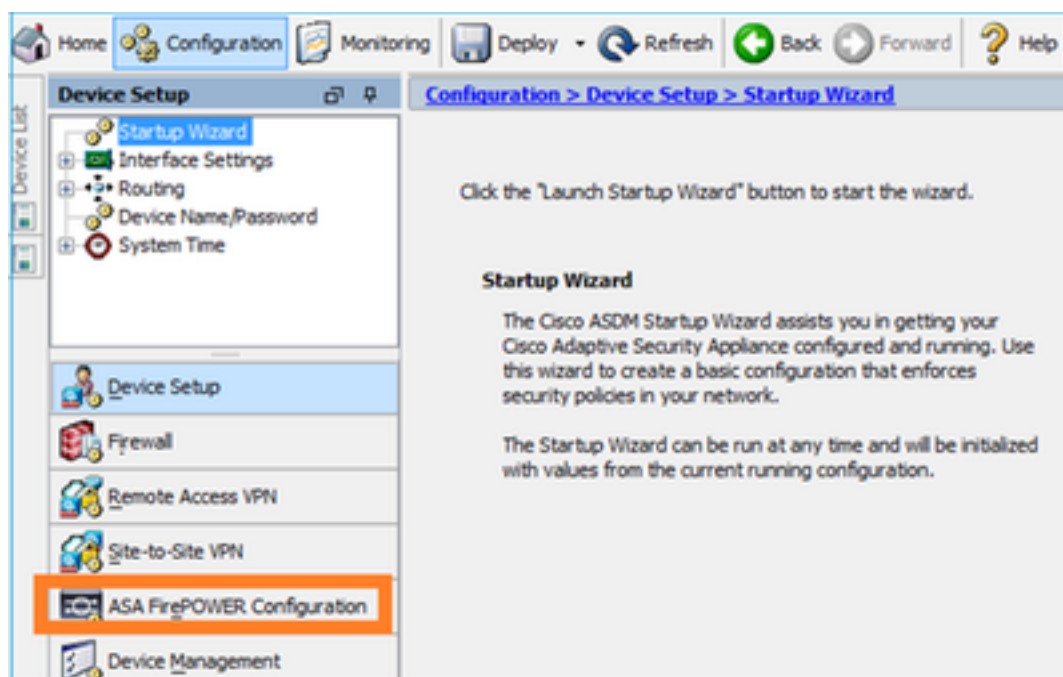 Home Configuration Monitoring Deploy Refresh Back Forward Help
Device List
Device Setup
Configuration > Device Setup > Startup Wizard
Startup Wizard
Interface Settings
Routing
Device Name/Password
System Time
Click the "Launch Startup Wizard" button to start the wizard.
Startup Wizard
The Cisco ASDM Startup Wizard assists you in getting your
Cisco Adaptive Security Appliance configured and running. Use
this wizard to create a basic configuration that enforces
security policies in your network.
The Startup Wizard can be run at any time and will be initialized
with values from the current running configuration.
Device Setup
Firewall
Remote Access VPN
Site-to-Site VPN
ASA FirePOWER Configuration
Device Management